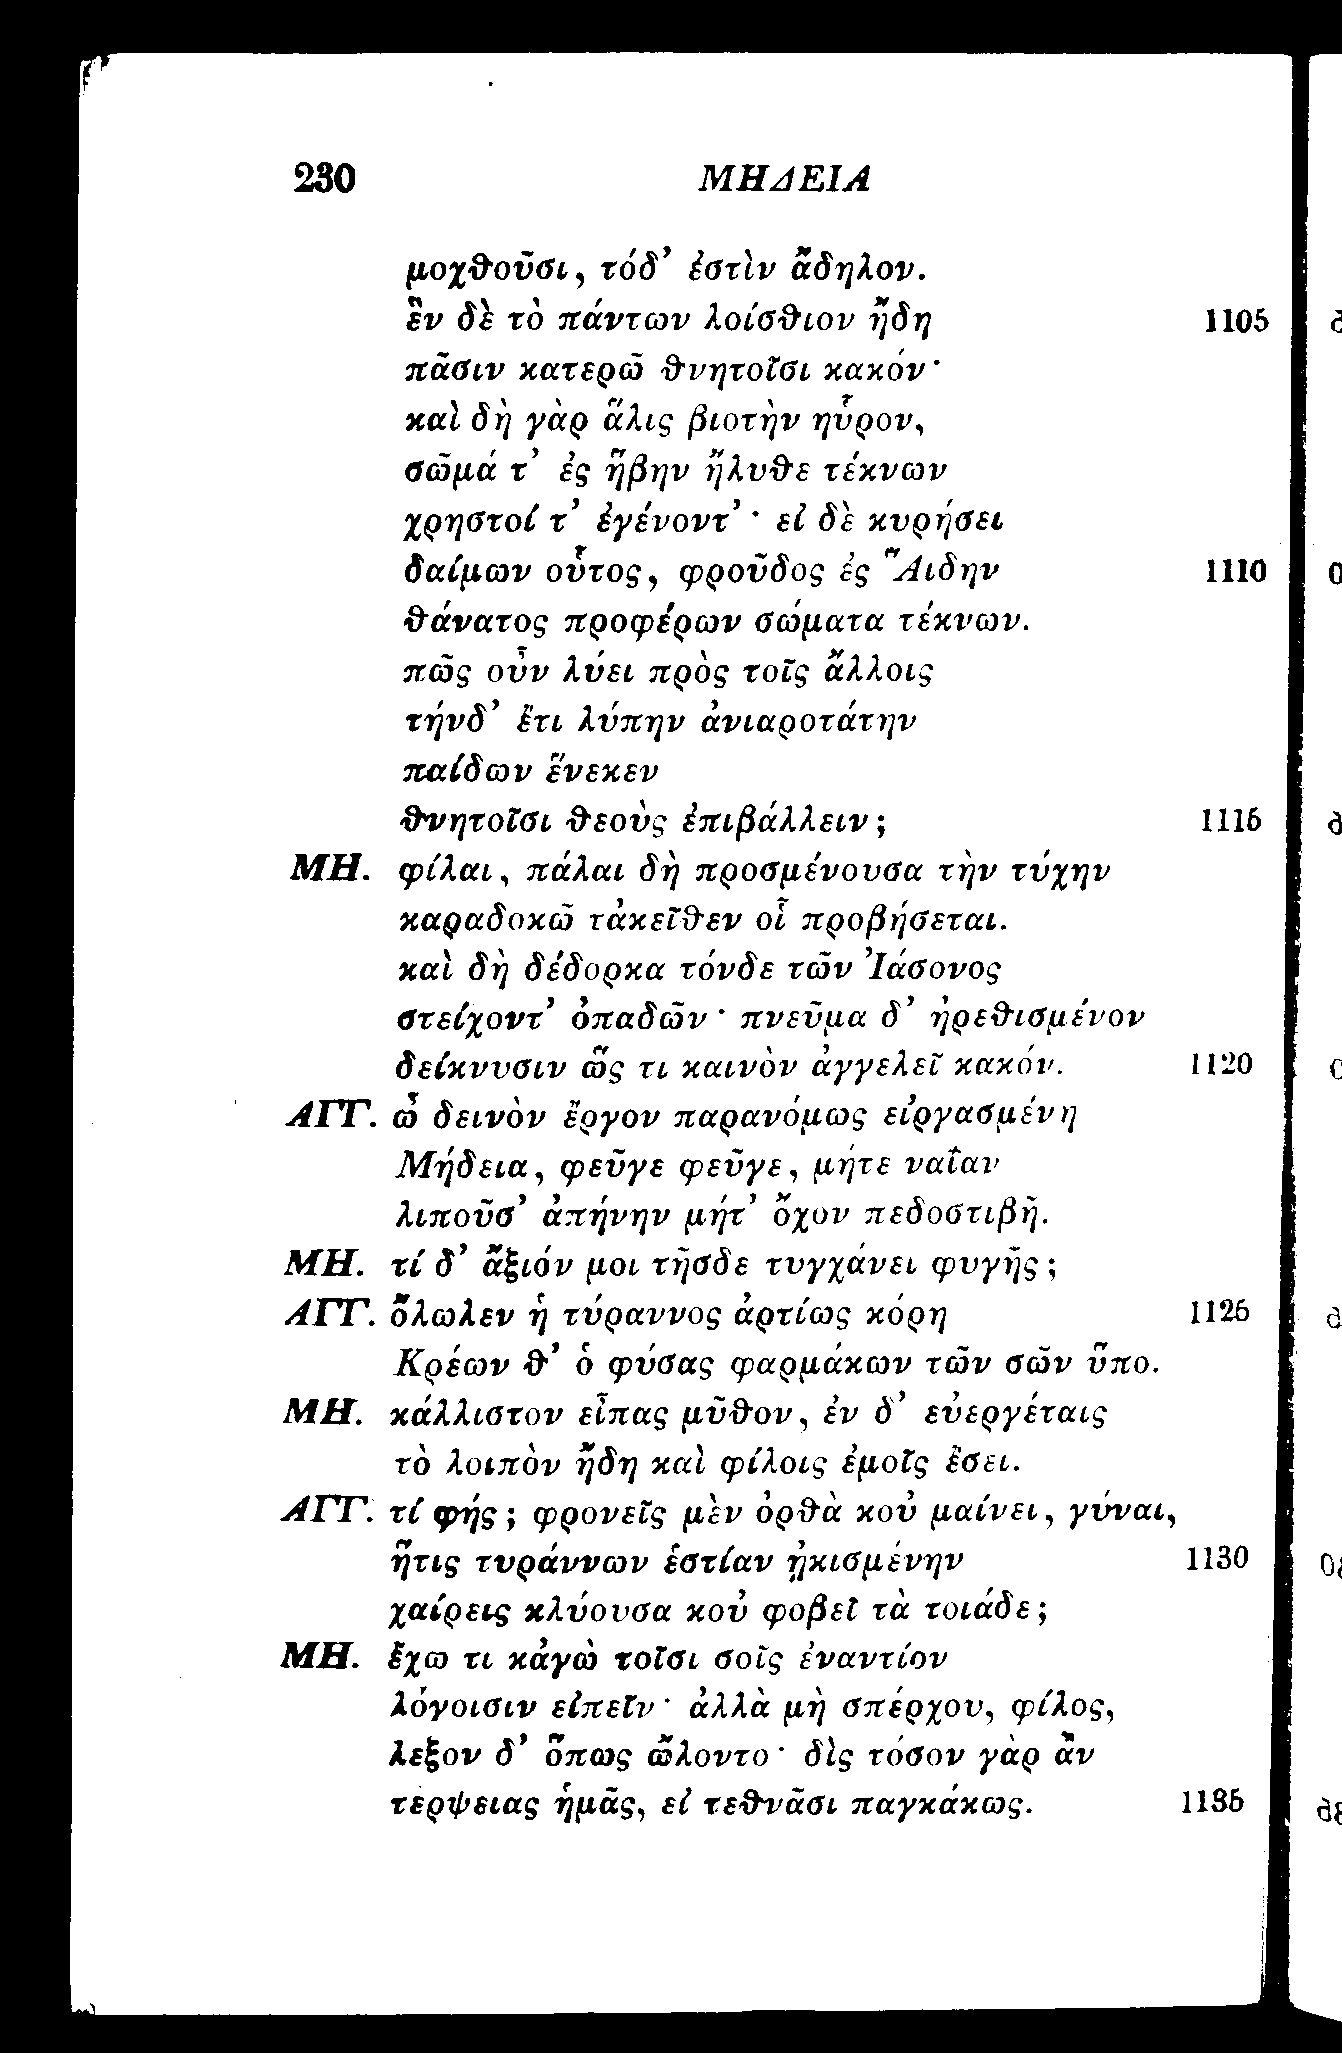 230 ΜΗΔΕΙΑ
μοχθοῦσι, τόδ’ ἐστὶν ἄδηλον.
ἓν δὲ τὸ πάντων λοίσθιον ἤδη 1105
πᾶσιν κατερῶ θνητοῖσι κακόν·
καὶ δὴ γὰρ ἅλις βιοτὴν ηὗρον,
σῶμά τ’ ἐς ἥβην ἤλυθε τέκνων
χρηστοί τ’ ἐγένοντ’· εἰ δὲ κυρήσει
δαίμων οὗτος, φροῦδος ἐς Ἅιδην 1110
θάνατος προφέρων σώματα τέκνων.
πῶς οὖν λύει πρὸς τοῖς ἄλλοις
τήνδ’ ἔτι λύπην ἀνιαροτάτην
παίδων ἕνεκεν
θνητοῖσι θεοὺς ἐπιβάλλειν; 1115
ΜΗ. φίλαι, πάλαι δὴ προσμένουσα τὴν τύχην
καραδοκῶ τἀκεῖθεν οἷ προβήσεται.
καὶ δὴ δέδορκα τόνδε τῶν Ἰάσονος
στείχοντ’ ὀπαδῶν· πνεῦμα δ’ ἠρεθισμένον
δείκνυσιν ὥς τι καινὸν ἀγγελεῖ κακόν. 1120
ΑΓΓ. ὦ δεινὸν ἔργον παρανόμως εἰργασμένη
Μήδεια, φεῦγε φεῦγε, μήτε ναΐαν
λιποῦσ’ ἀπήνην μήτ’ ὄχον πεδοστιβῆ.
ΜΗ. τί δ’ ἄξιόν μοι τῆσδε τυγχάνει φυγῆς;
ΑΓΓ. ὄλωλεν ἡ τύραννος ἀρτίως κόρη 1125
Κρέων θ’ ὁ φύσας φαρμάκων τῶν σῶν ὕπο.
ΜΗ. κάλλιστον εἶπας μῦθον, ἐν δ’ εὐεργέταις
τὸ λοιπὸν ἤδη καὶ φίλοις ἐμοῖς ἔσει.
ΑΓΓ. τί φής; φρονεῖς μὲν ὀρθὰ κοὐ μαίνει, γύναι,
ἥτις τυράννων ἑστίαν ᾐκισμένην 1130
χαίρεις κλύουσα κοὐ φοβεῖ τὰ τοιάδε;
ΜΗ. ἔχω τι κἀγὼ τοῖσι σοῖς ἐναντίον
λόγοισιν εἰπεῖν· ἀλλὰ μὴ σπέρχου, φίλος,
λεξον δ’ ὅπως ὤλοντο· δὶς τόσον γὰρ ἂν
τερψειας ἡμᾶς, εἰ τεθνᾶσι παγκάκως. 1135